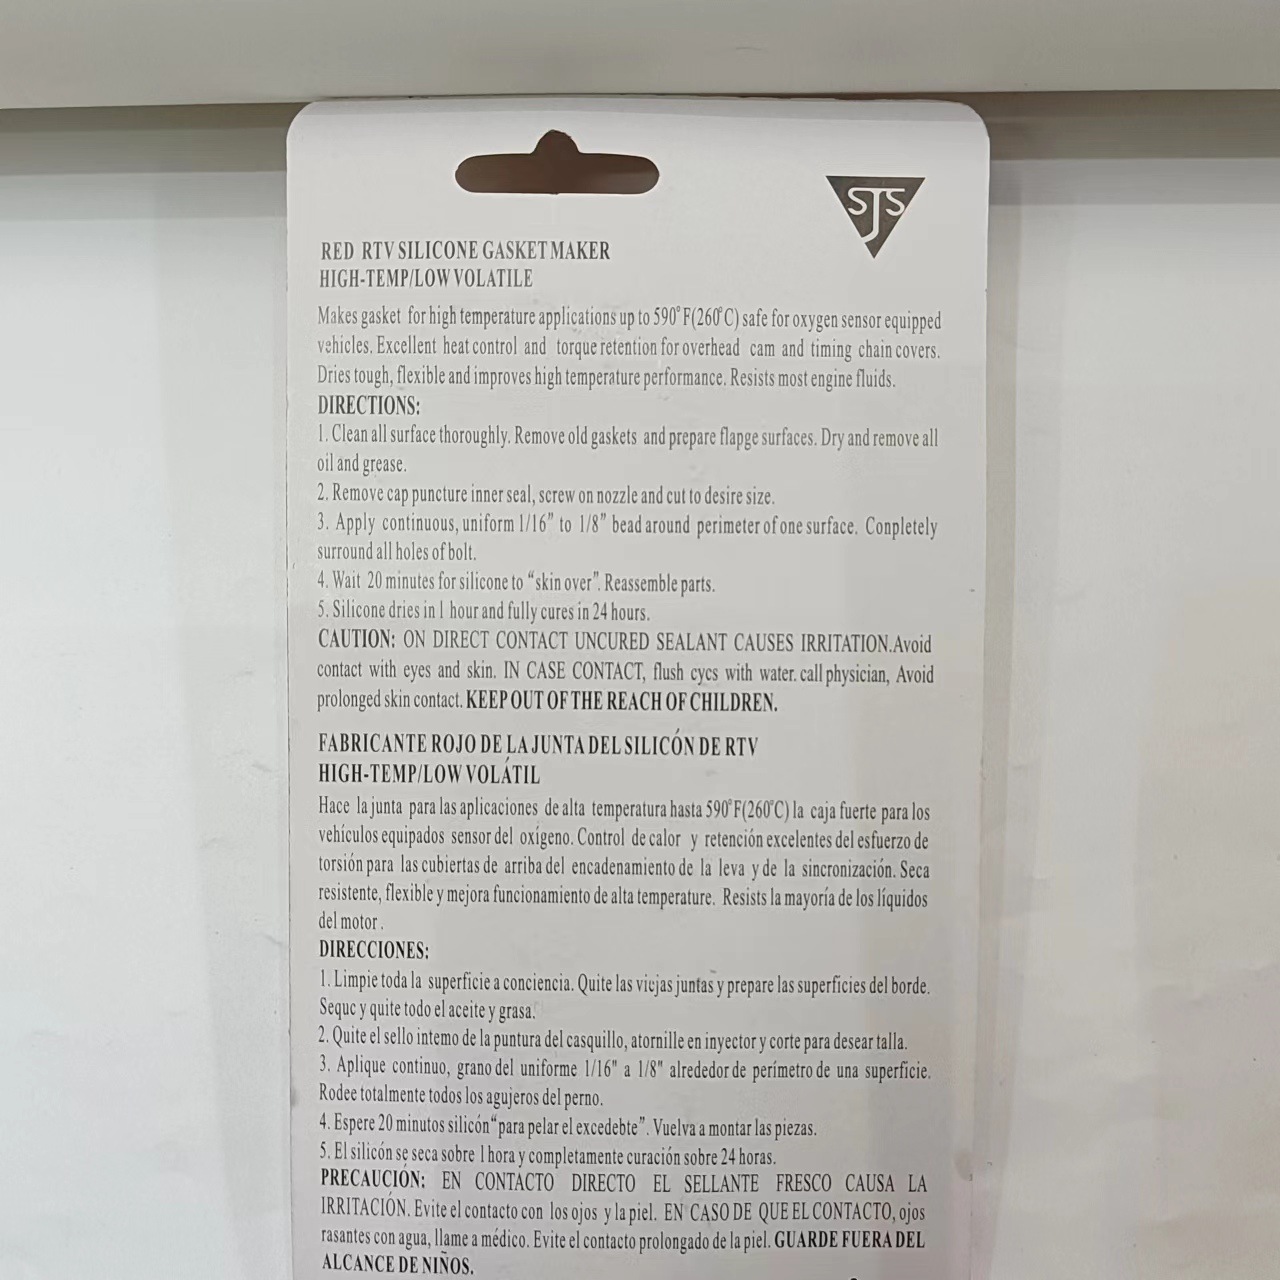 SJS
RED RTV SILICONE GASKET MAKER
HIGH-TEMP/LOW VOLATILE
Makes gasket for high temperature applications up to 590°F(260°C) safe for oxygen sensor equipped
vehicles. Excellent heat control and torque retention for overhead cam and timing chain covers.
Dries tough, flexible and improves high temperature performance. Resists most engine fluids.
DIRECTIONS:
1. Clean all surface thoroughly. Remove old gaskets and prepare flapge surfaces. Dry and remove all
oil and grease.
2. Remove cap puncture inner seal, screw on nozzle and cut to desire size.
3. Apply continuous, uniform 1/16” to 1/8” bead around perimeter of one surface. Conpletely
surround all holes of bolt.
4. Wait 20 minutes for silicone to “skin over”. Reassemble parts.
5. Silicone dries in 1 hour and fully cures in 24 hours.
CAUTION: ON DIRECT CONTACT UNCURED SEALANT CAUSES IRRITATION.Avoid
contact with eyes and skin. IN CASE CONTACT, flush cycs with water. call physician, Avoid
prolonged skin contact. KEEP OUT OF THE REACH OF CHILDREN.
FABRICANTE ROJO DE LA JUNTA DEL SILICÓN DE RTV
HIGH-TEMP/LOW VOLÁTIL
Hace la junta para las aplicaciones de alta temperatura hasta 590°F(260°C) la caja fuerte para los
vehículos equipados sensor del oxígeno. Control de calor y retención excelentes del esfuerzo de
torsión para las cubiertas de arriba del encadenamiento de la leva y de la sincronización. Seca
resistente, flexible y mejora funcionamiento de alta temperature. Resists la mayoría de los líquidos
del motor.
DIRECCIONES:
1. Limpie toda la superficie a conciencia. Quite las vicjas juntas y prepare las superficies del borde.
Sequc y quite todo el aceite y grasa.
2. Quite el sello intemo de la puntura del casquillo, atornille en inyector y corte para desear talla.
3. Aplique continuo, grano del uniforme 1/16" a 1/8" alrededor de perímetro de una superficie.
Rodee totalmente todos los agujeros del perno.
4. Espere 20 minutos silicón“para pelar el excedebte”. Vuelva a montar las piezas.
5. El silicón se seca sobre 1 hora y completamente curación sobre 24 horas.
PRECAUCIÓN: EN CONTACTO DIRECTO EL SELLANTE FRESCO CAUSA LA
IRRITACIÓN. Evite el contacto con los ojos y la piel. EN CASO DE QUE EL CONTACTO, ojos
rasantes con agua, llame a médico. Evite el contacto prolongado de la piel. GUARDE FUERA DEL
ALCANCE DE NIÑOS.